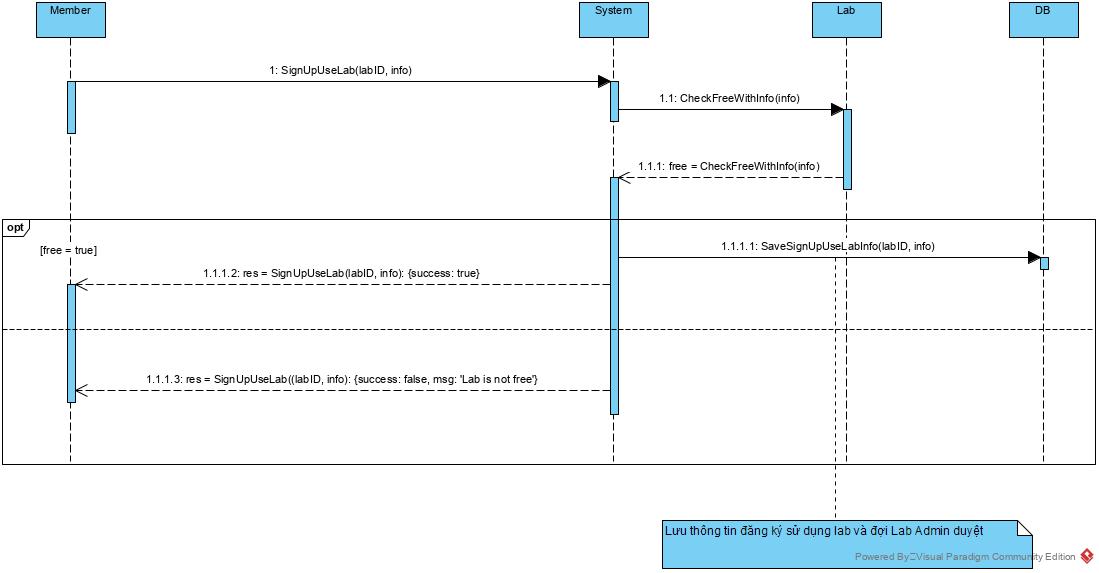 Member
System
Lab
DB
1: SignUpUseLab(labID, info)
1.1: CheckFreeWithInfo(info)
1.1.1: free = CheckFreeWithInfo(info)
opt
[free = true]
1.1.1.1: SaveSignUpUseLabInfo(labID, info)
1.1.1.2: res = SignUpUseLab(labID, info): {success: true}
1.1.1.3: res = SignUpUseLab((labID, info): {success: false, msg: 'Lab is not free'}
Lưu thông tin đăng ký sử dụng lab và đợi Lab Admin duyệt
Powered By Visual Paradigm Community Edition